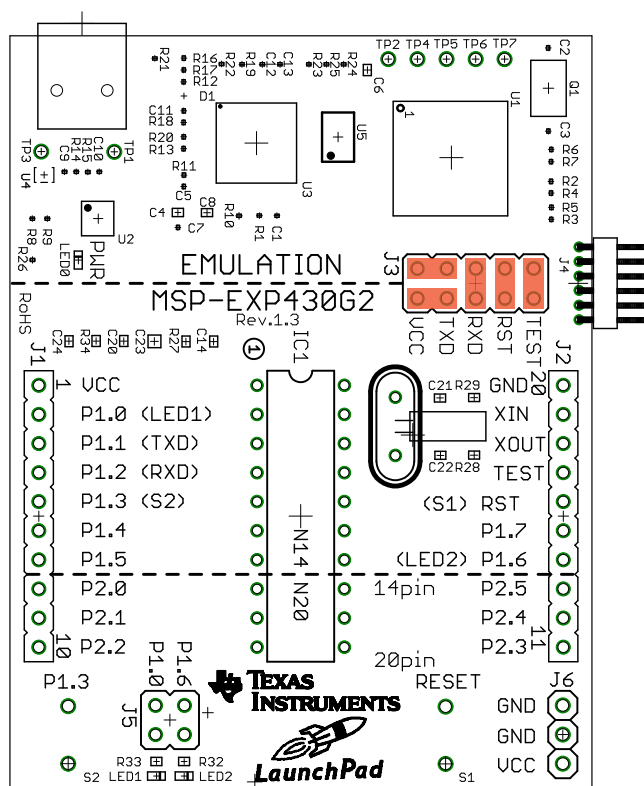 TP2 TP4 TP5 TP6 TP7
C2
R21
R16
R17
R12
R22
R19
C12
C13
R23
R25
R24
C6
D1
C11
R18
R20
R13
R11
C5
U3
U5
1
U1
Q1
C3
R6
R7
R2
R4
R5
R3
TP3
TP1
U4
C9
R14
R15
C10
C4
C8
C7
R10
R1
C1
R8
R9
R26
U2
LED0
PWR
EMULATION
J3
J4
MSP-EXP430G2
Rev.1.3
RoHS
VCC
TXD
RXD
RST
TEST
C24
R34
C20
C23
R27
C14
1
IC1
J1
J2
1 VCC
20
GND
P1.0 (LED1)
XIN
P1.1 (TXD)
XOUT
P1.2 (RXD)
TEST
P1.3 (S2)
(S1) RST
P1.4
P1.7
P1.5
(LED2) P1.6
C21 R29
C22 R28
N14
N20
P2.0
14pin
P2.5
P2.1
P2.4
10 P2.2
20pin
P2.3
11
P1.3
P1.0
P1.6
J5
TEXAS
INSTRUMENTS
RESET
J6
GND
GND
VCC
R33
R32
LED1
LED2
S2
LaunchPad
S1